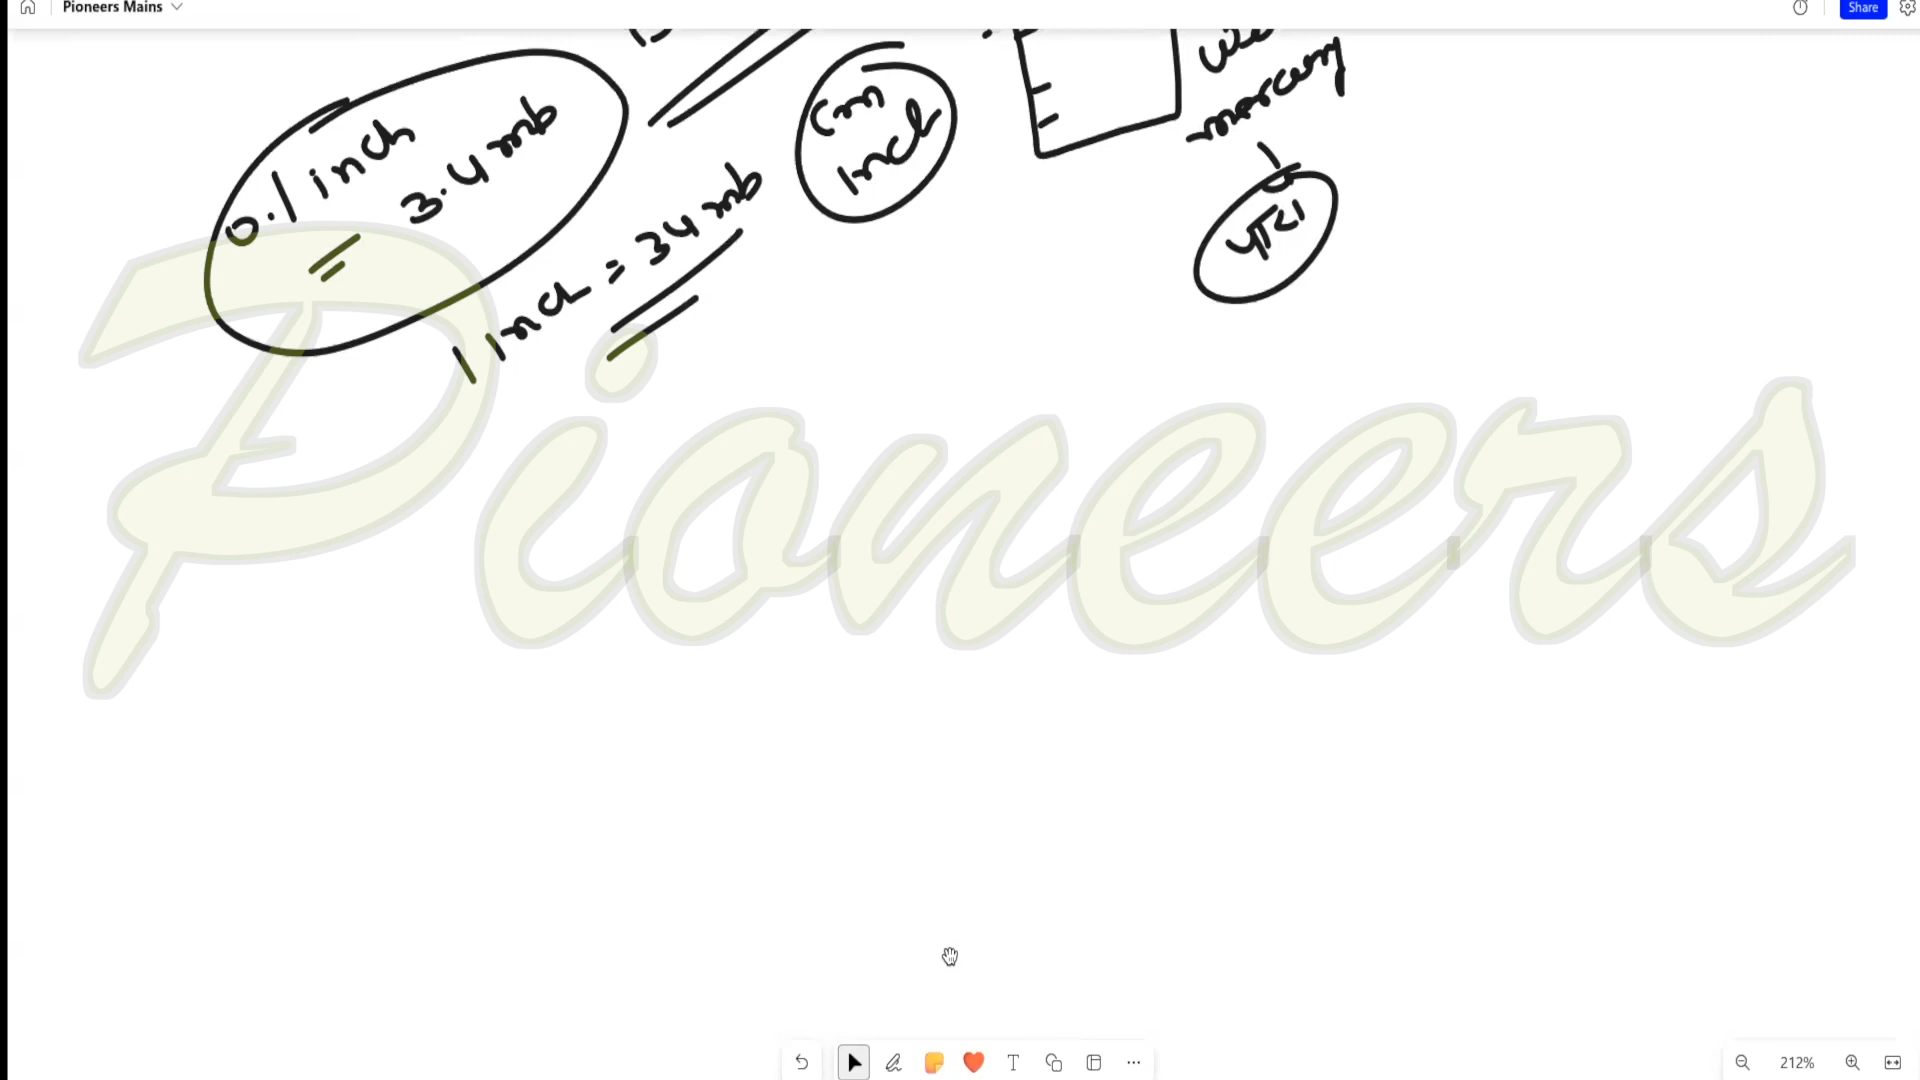 Pioneers Mains
Share
0.1 inch
3.4 mb
1 Inch = 34 mb
Cm
Inch
mercury
पारा
Pioneers
212%